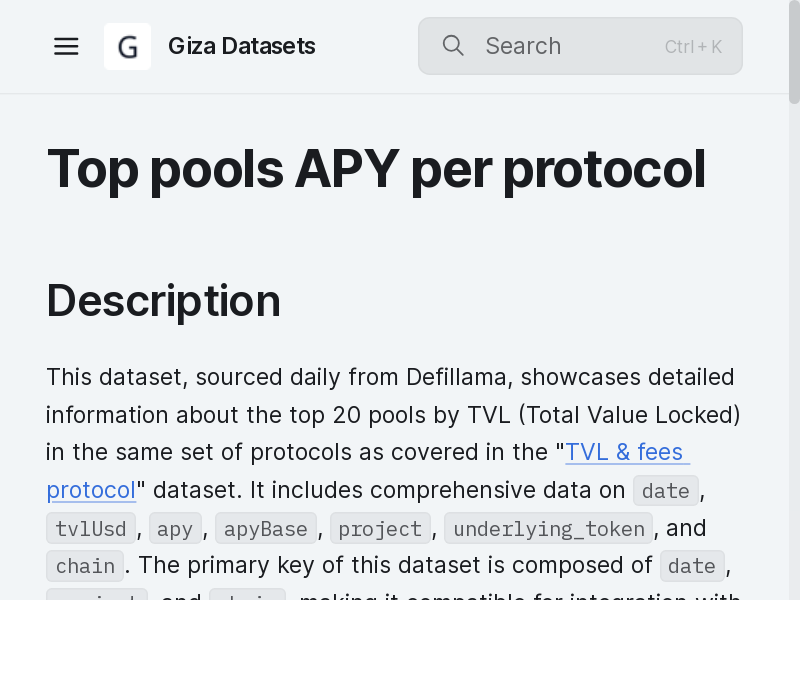 G Giza Datasets
Search Ctrl + K
Top pools APY per protocol
Description
This dataset, sourced daily from Defillama, showcases detailed
information about the top 20 pools by TVL (Total Value Locked)
in the same set of protocols as covered in the "TVL & fees
protocol" dataset. It includes comprehensive data on date,
tvlUsd, apy, apyBase, project, underlying_token, and
chain. The primary key of this dataset is composed of date,
project, and chain, making it compatible for integration with